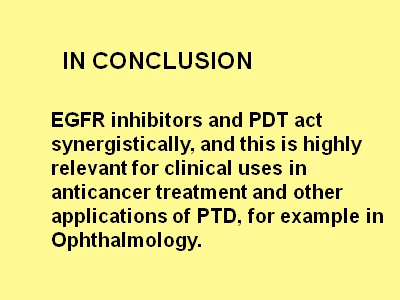 IN CONCLUSION
EGFR inhibitors and PDT act
synergistically, and this is highly
relevant for clinical uses in
anticancer treatment and other
applications of PTD, for example in
Ophthalmology.